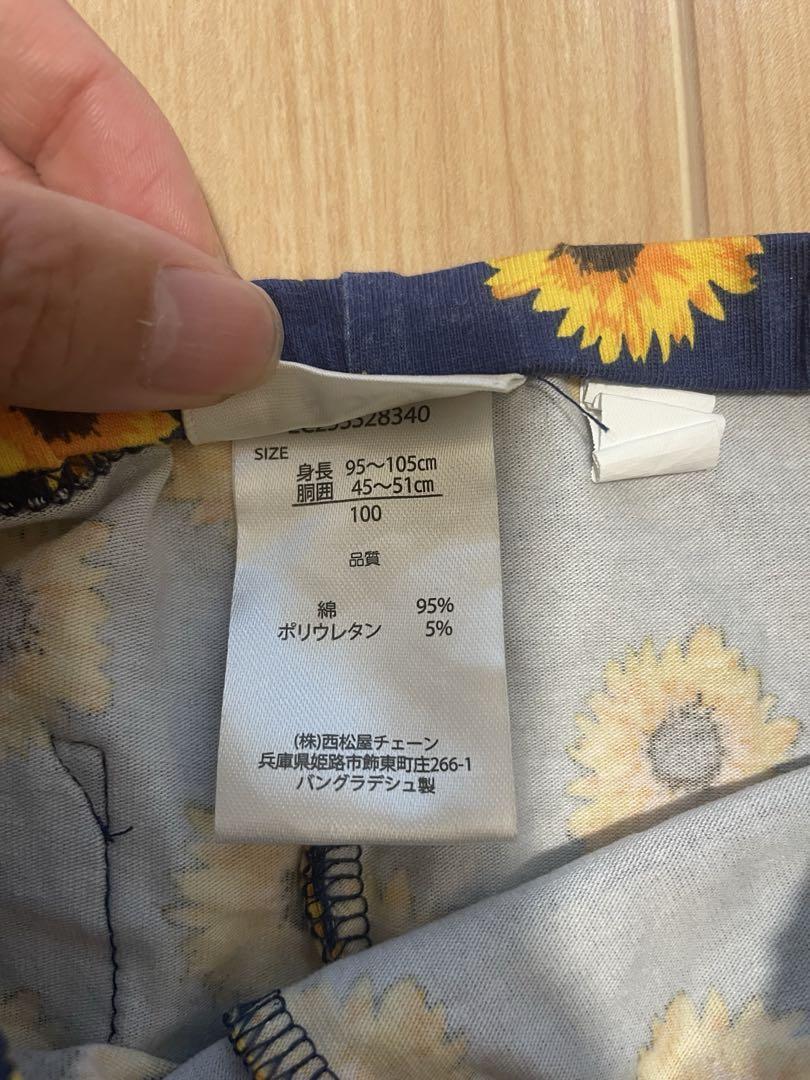 SIZE
身長 95～105㎝
胴囲 45～51㎝
100
品質
綿 95%
ポリウレタン 5%
(株)西松屋チェーン
兵庫県姫路市飾東町庄266-1
バングラデシュ製